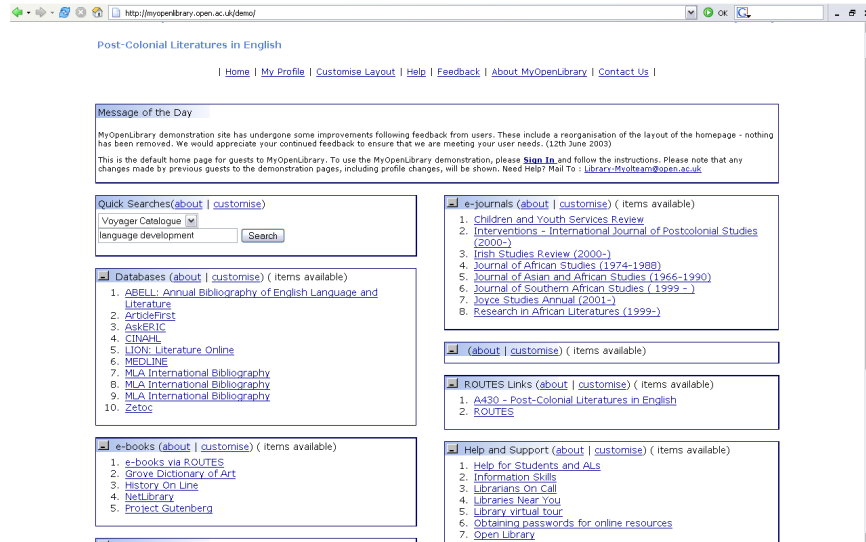 http://myopenlibrary.open.ac.uk/demo/
OK
Post-Colonial Literatures in English
| Home | My Profile | Customise Layout | Help | Feedback | About MyOpenLibrary | Contact Us |
Message of the Day
MyOpenLibrary demonstration site has undergone some improvements following feedback from users. These include a reorganisation of the layout of the homepage - nothing
has been removed. We would appreciate your continued feedback to ensure that we are meeting your user needs. (12th June 2003)
This is the default home page for guests to MyOpenLibrary. To use the MyOpenLibrary demonstration, please Sign In and follow the instructions. Please note that any
changes made by previous guests to the demonstration pages, including profile changes, will be shown. Need Help? Mail To : Library-Myolteam@open.ac.uk
Quick Searches(about | customise)
Voyager Catalogue
language development
Search
Databases (about | customise) ( items available)
1. ABELL: Annual Bibliography of English Language and
Literature
2. ArticleFirst
3. AskERIC
4. CINAHL
5. LION: Literature Online
6. MEDLINE
7. MLA International Bibliography
8. MLA International Bibliography
9. MLA International Bibliography
10. Zetoc
e-books (about | customise) ( items available)
1. e-books via ROUTES
2. Grove Dictionary of Art
3. History On Line
4. NetLibrary
5. Project Gutenberg
e-journals (about | customise) ( items available)
1. Children and Youth Services Review
2. Interventions - International Journal of Postcolonial Studies
(2000-)
3. Irish Studies Review (2000-)
4. Journal of African Studies (1974-1988)
5. Journal of Asian and African Studies (1966-1990)
6. Journal of Southern African Studies ( 1999 - )
7. Joyce Studies Annual (2001-)
8. Research in African Literatures (1999-)
(about | customise) ( items available)
ROUTES Links (about | customise) ( items available)
1. A430 - Post-Colonial Literatures in English
2. ROUTES
Help and Support (about | customise) ( items available)
1. Help for Students and ALs
2. Information Skills
3. Librarians On Call
4. Libraries Near You
5. Library virtual tour
6. Obtaining passwords for online resources
7. Open Library